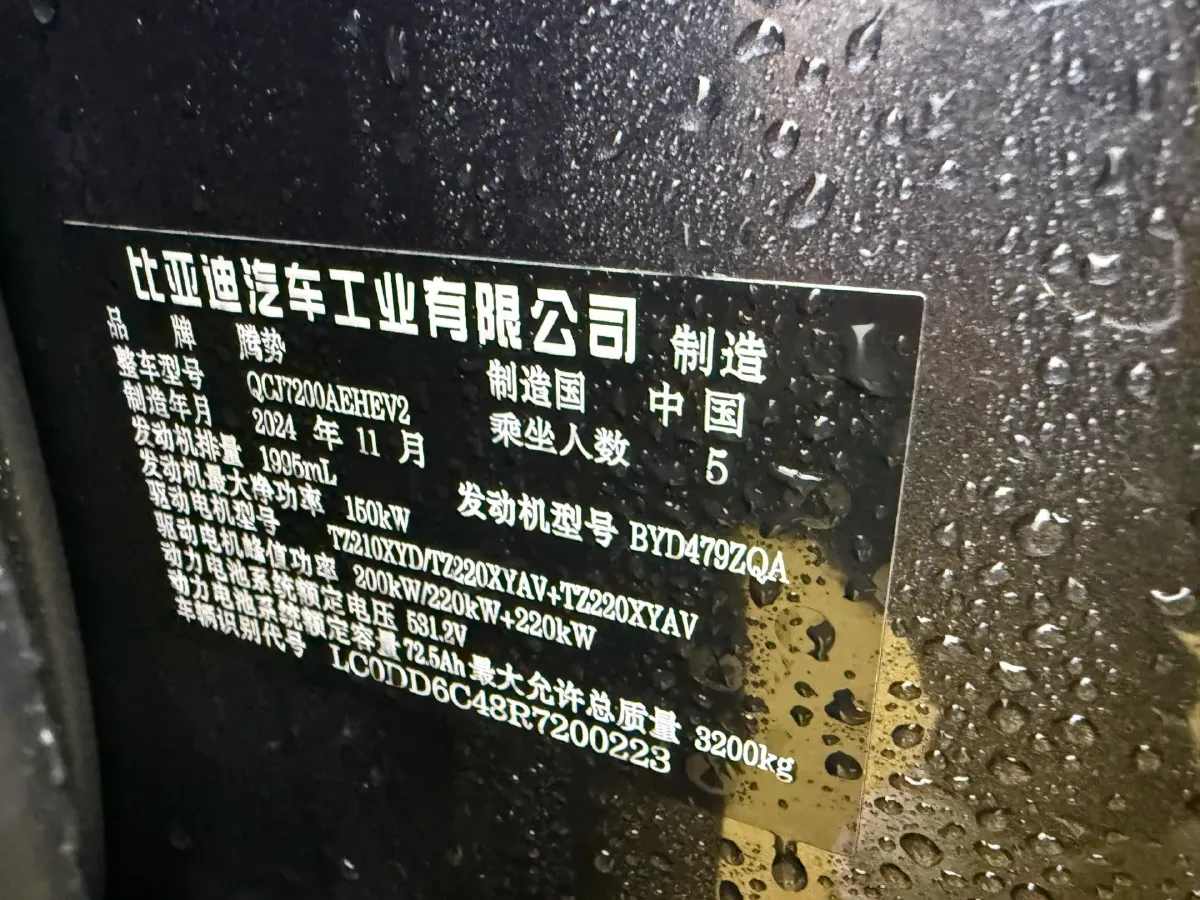 比亚迪汽车工业有限公司 制造
品牌 腾势 制造国 中国
整车型号 QCJ7200AEHEV2 乘坐人数 5
制造年月 2024 年 11 月
发动机排量 1995mL 发动机型号 BYD479ZQA
发动机最大净功率 150kW
驱动电机型号 TZ210XYD/TZ220XYAV+TZ220XYAV
驱动电机峰值功率 200kW/220kW+220kW
动力电池系统额定电压 531.2V
动力电池系统额定容量 72.5Ah 最大允许总质量 3200kg
车辆识别代号 LC0DD6C48R7200223